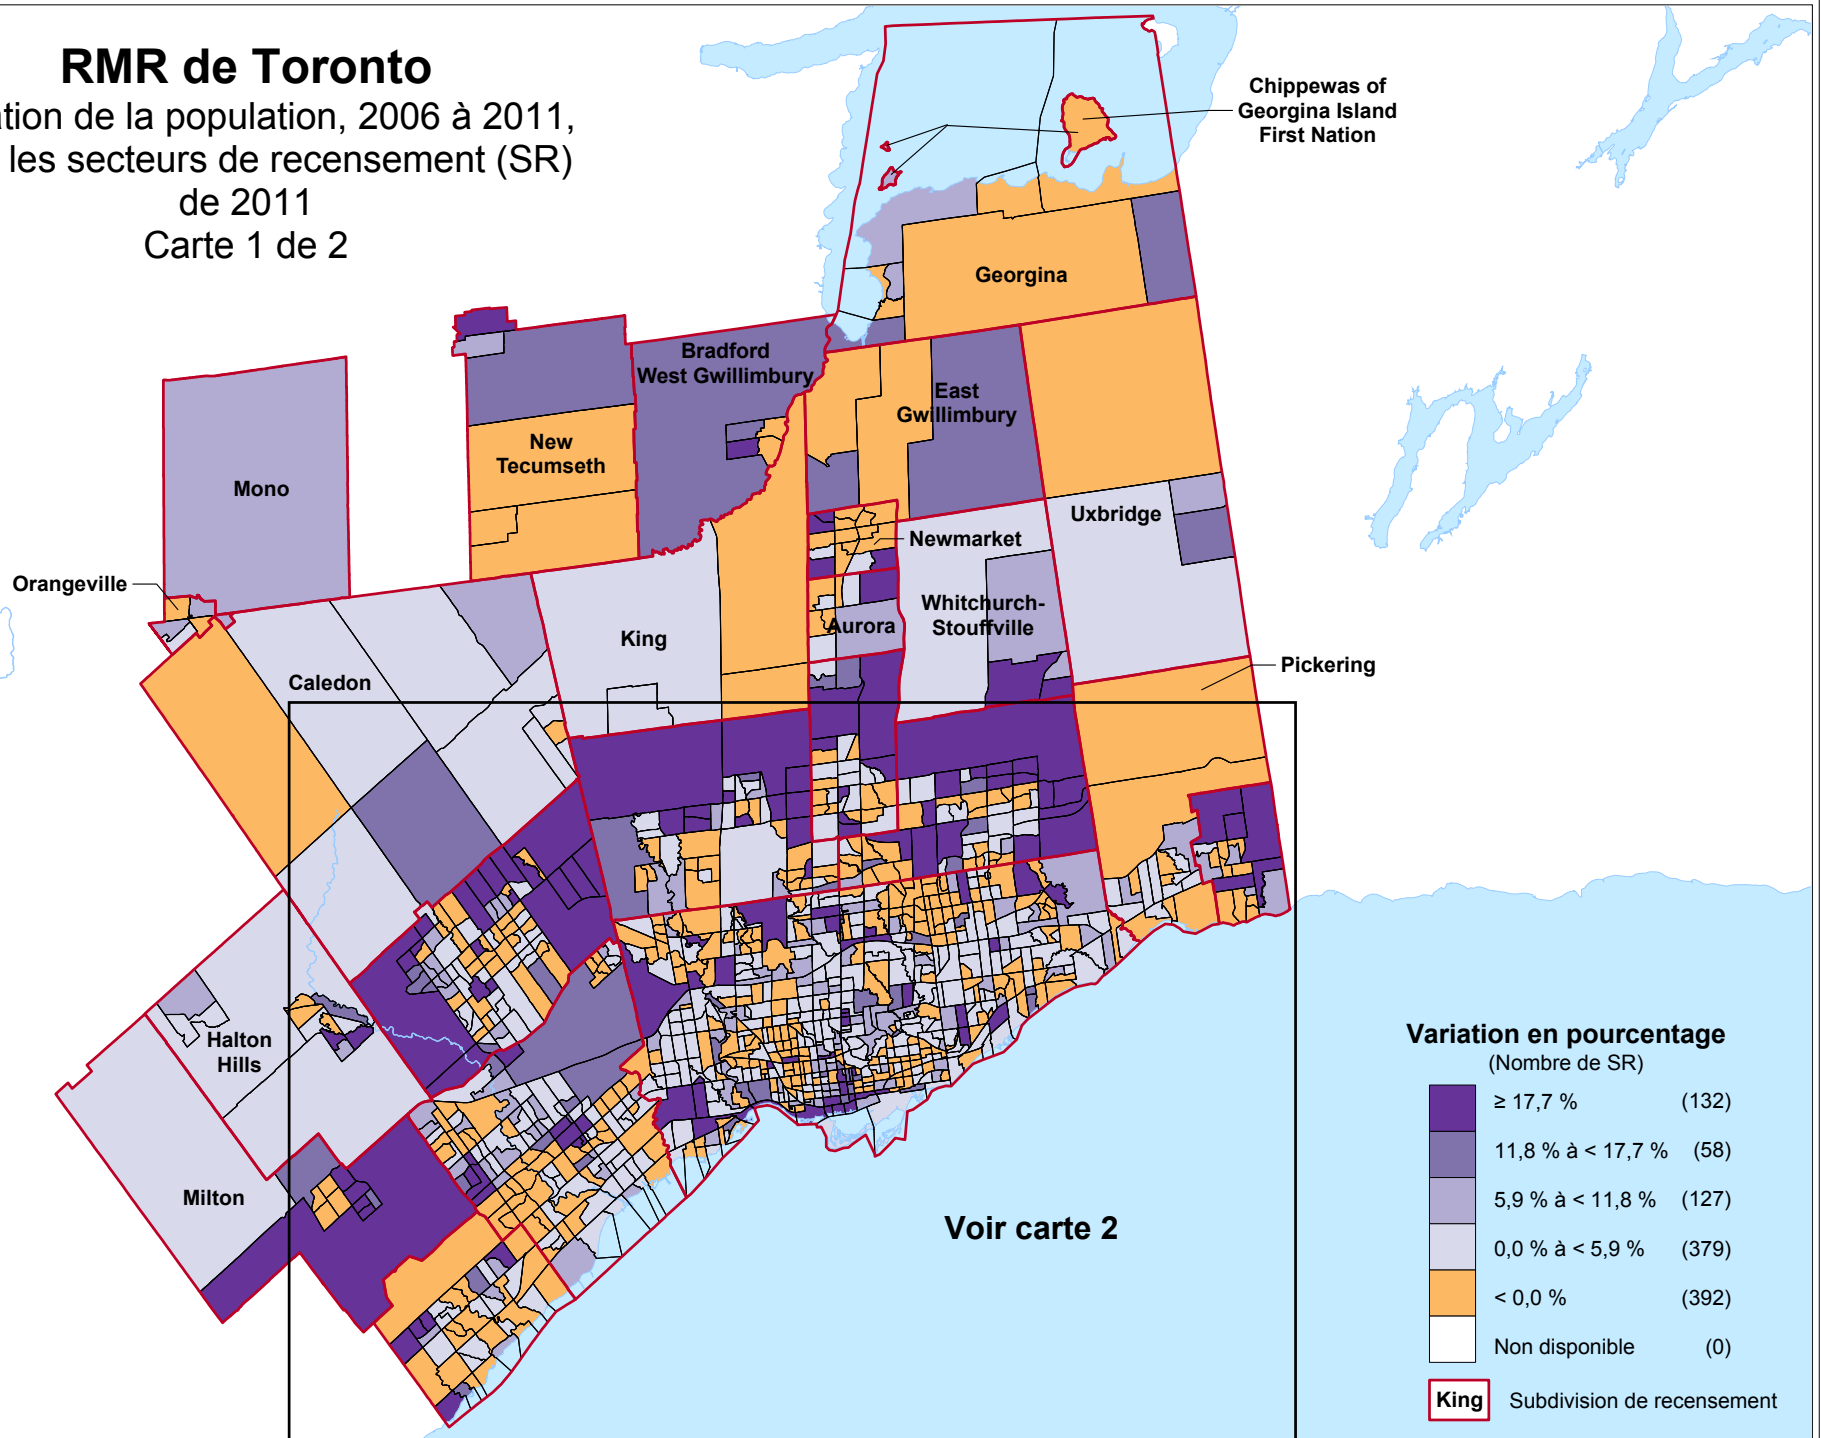 RMR de Toronto
de la population, 2006 à 2011,
les secteurs de recensement (SR)
de 2011
Carte 1 de 2
Chippewas of
Georgina Island
First Nation
Georgina
Bradford
West Gwillimbury
East
Gwillimbury
New
Tecumseth
Mono
Uxbridge
Newmarket
Orangeville
Whitchurch-
Stouffville
Aurora
King
Pickering
Caledon
Halton
Hills
Milton
Voir carte 2
Variation en pourcentage
(Nombre de SR)
≥ 17,7 % (132)
11,8 % à < 17,7 % (58)
5,9 % à < 11,8 % (127)
0,0 % à < 5,9 % (379)
< 0,0 % (392)
Non disponible (0)
King Subdivision de recensement